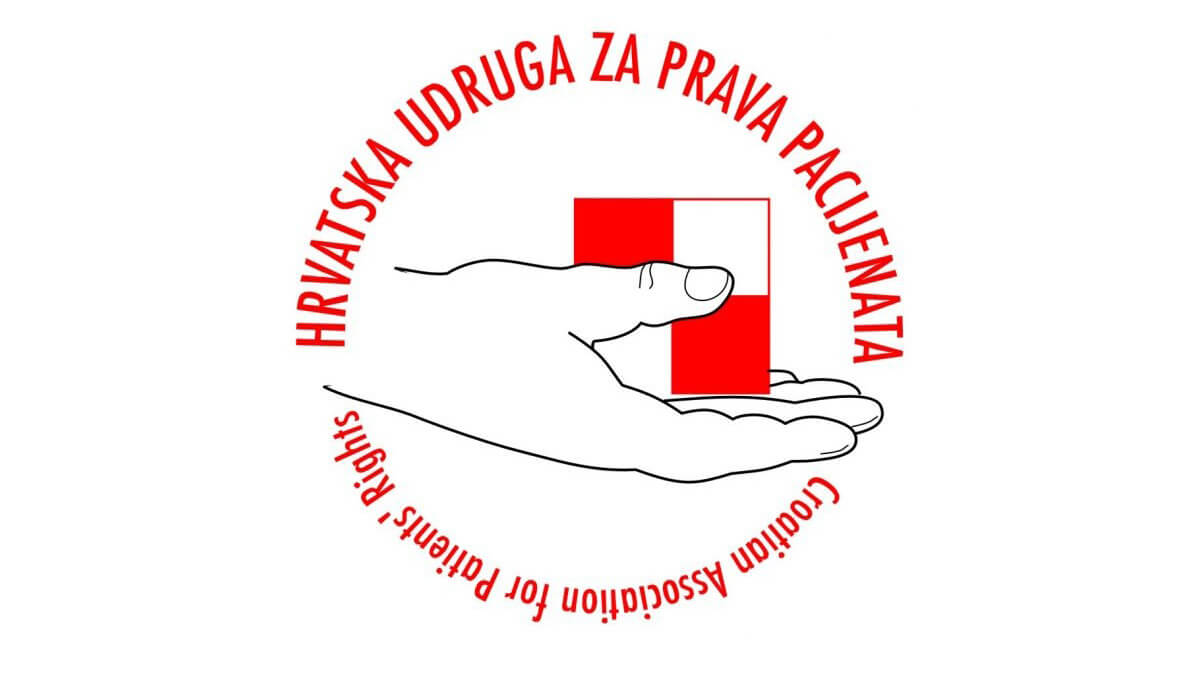 HRVATSKA UDRUGA ZA PRAVA PACIJENATA
Croatian Association for Patients' Rights